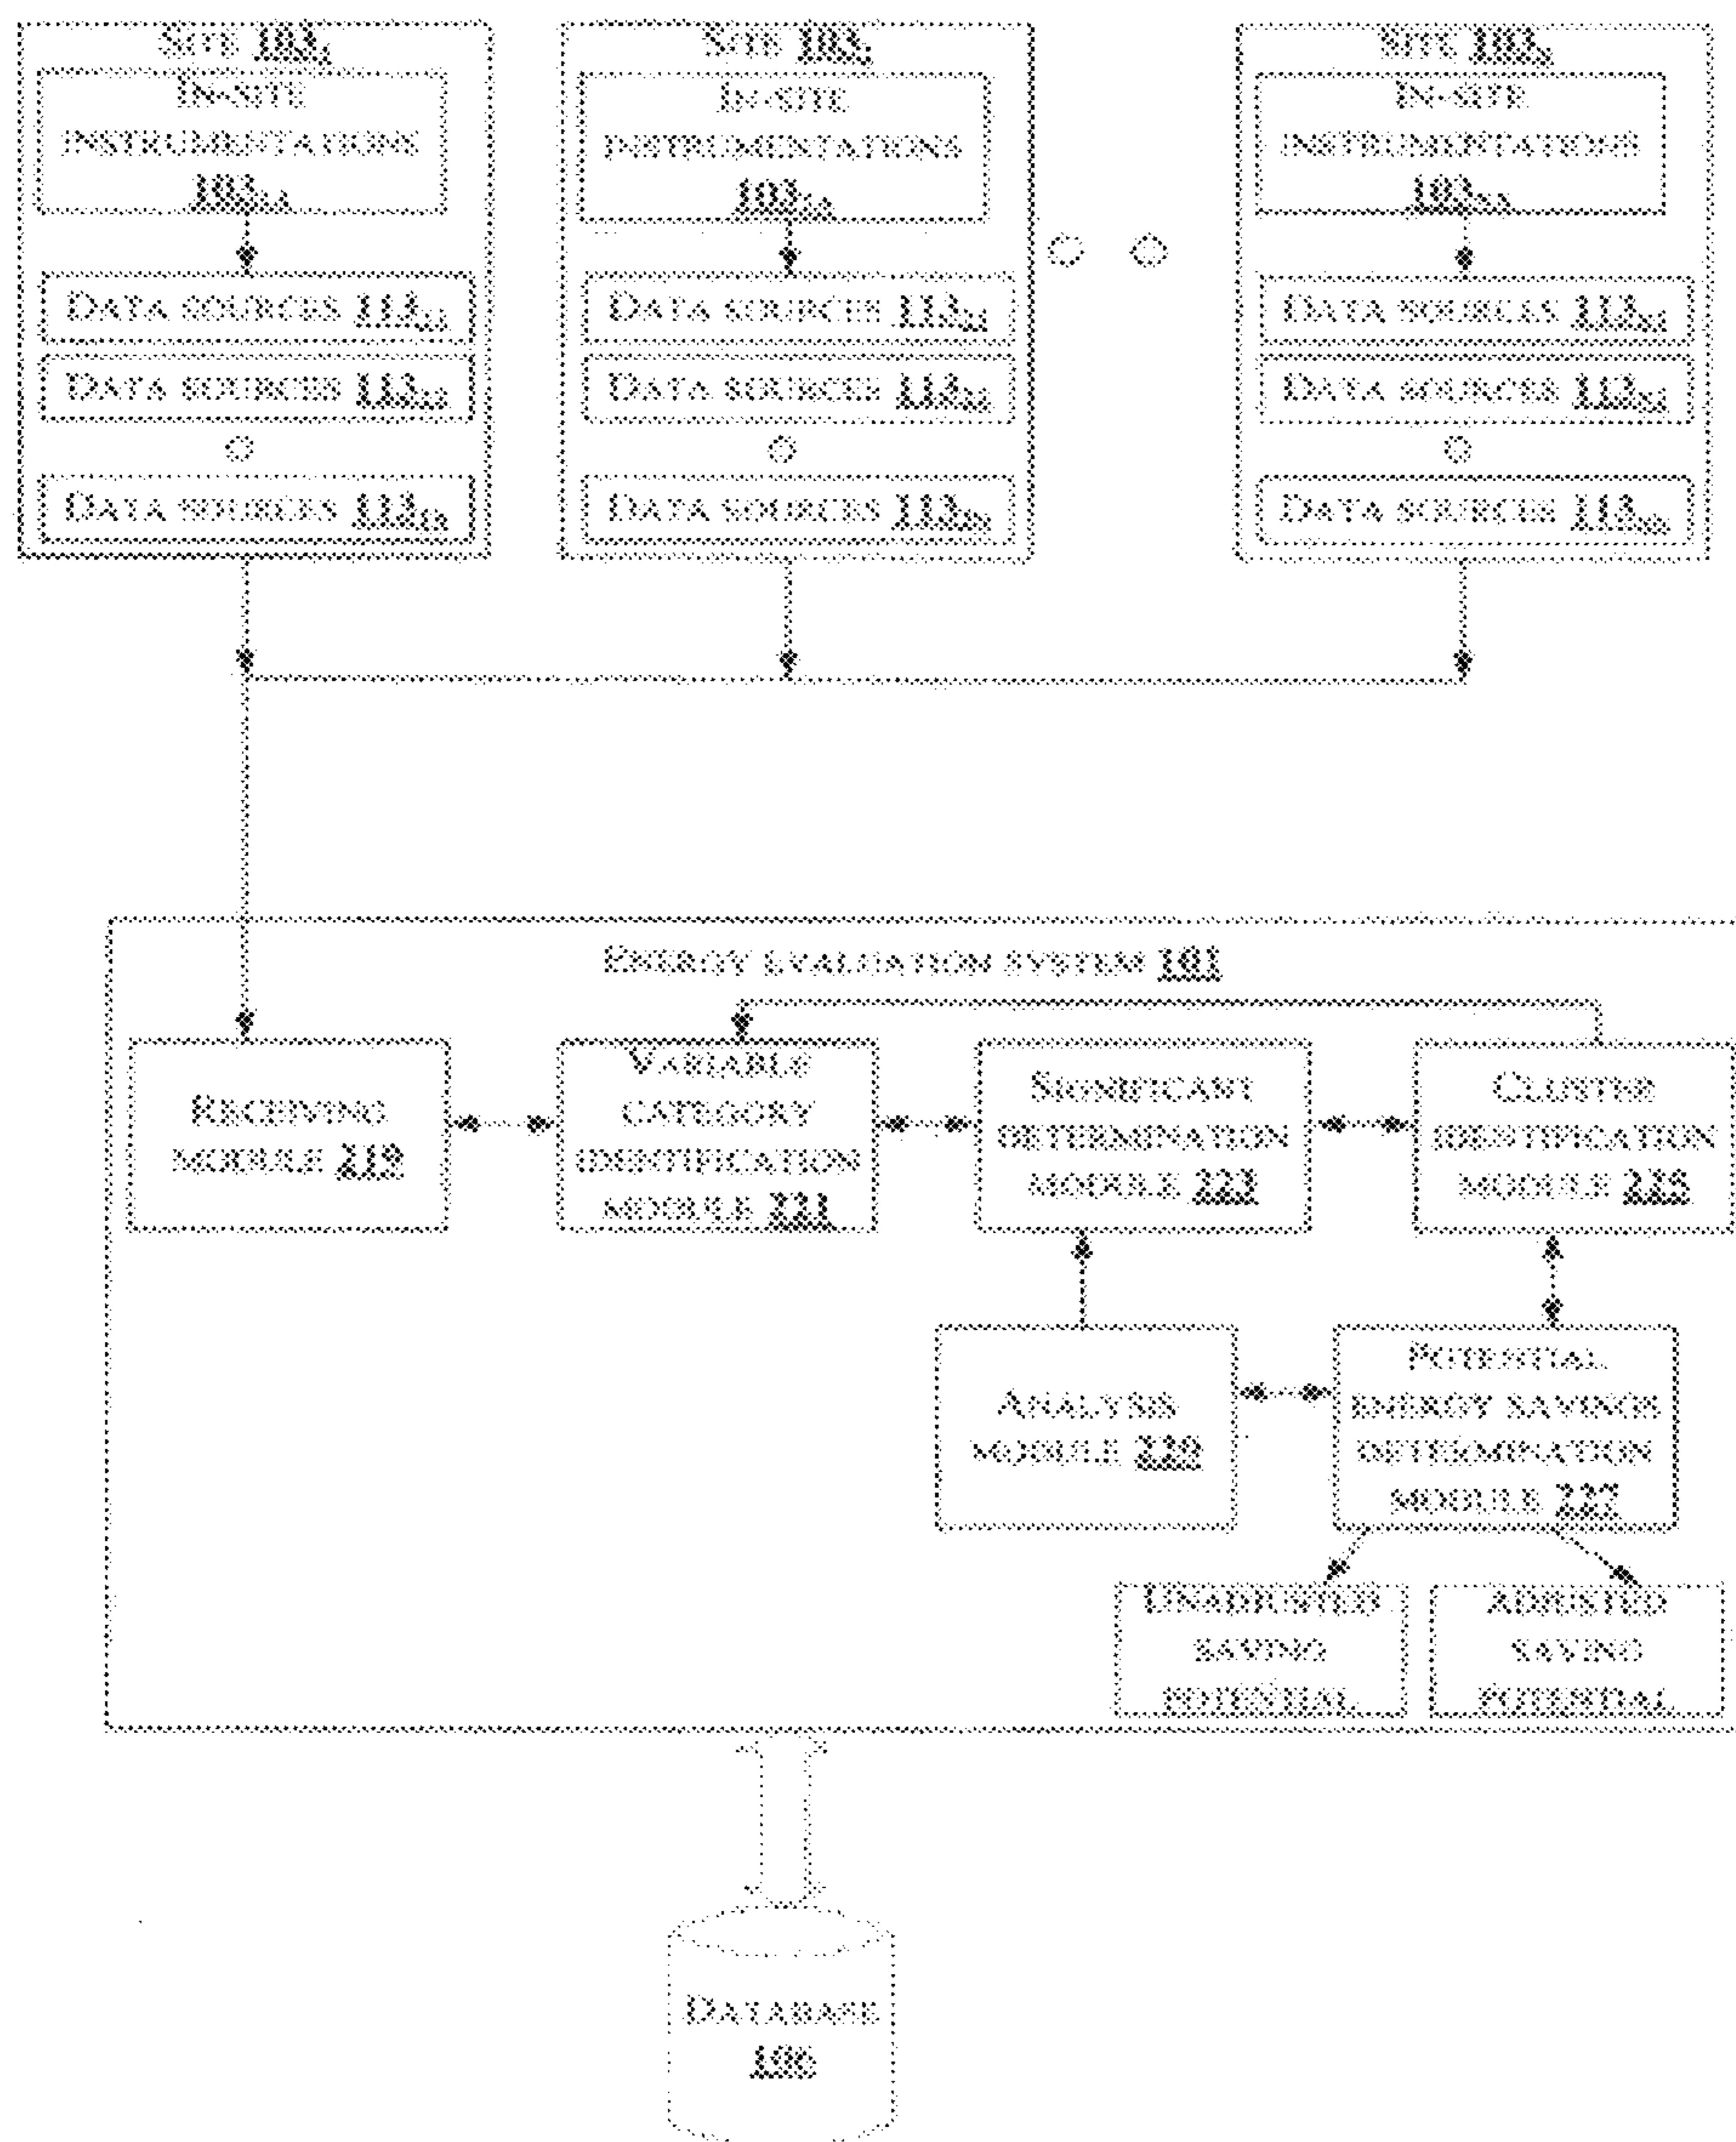 SITE 103
IN-SITE
INSTRUMENTATIONS
103
DATA SOURCES 113
DATA SOURCES 113
DATA SOURCES 113
SITE 103
IN-SITE
INSTRUMENTATIONS
103
DATA SOURCES 113
DATA SOURCES 113
DATA SOURCES 113
SITE 103
IN-SITE
INSTRUMENTATIONS
103
DATA SOURCES 113
DATA SOURCES 113
DATA SOURCES 113
ENERGY EVALUATION SYSTEM 101
RECEIVING
MODULE 219
VARIABLE
CATEGORY
IDENTIFICATION
MODULE 221
SIGNIFICANT
DETERMINATION
MODULE 223
CLUSTER
IDENTIFICATION
MODULE
ANALYSIS
MODULE
POTENTIAL
ENERGY SAVINGS
DETERMINATION
MODULE 227
UNADJUSTED
SAVING
POTENTIAL
ADJUSTED
SAVING
POTENTIAL
DATABASE